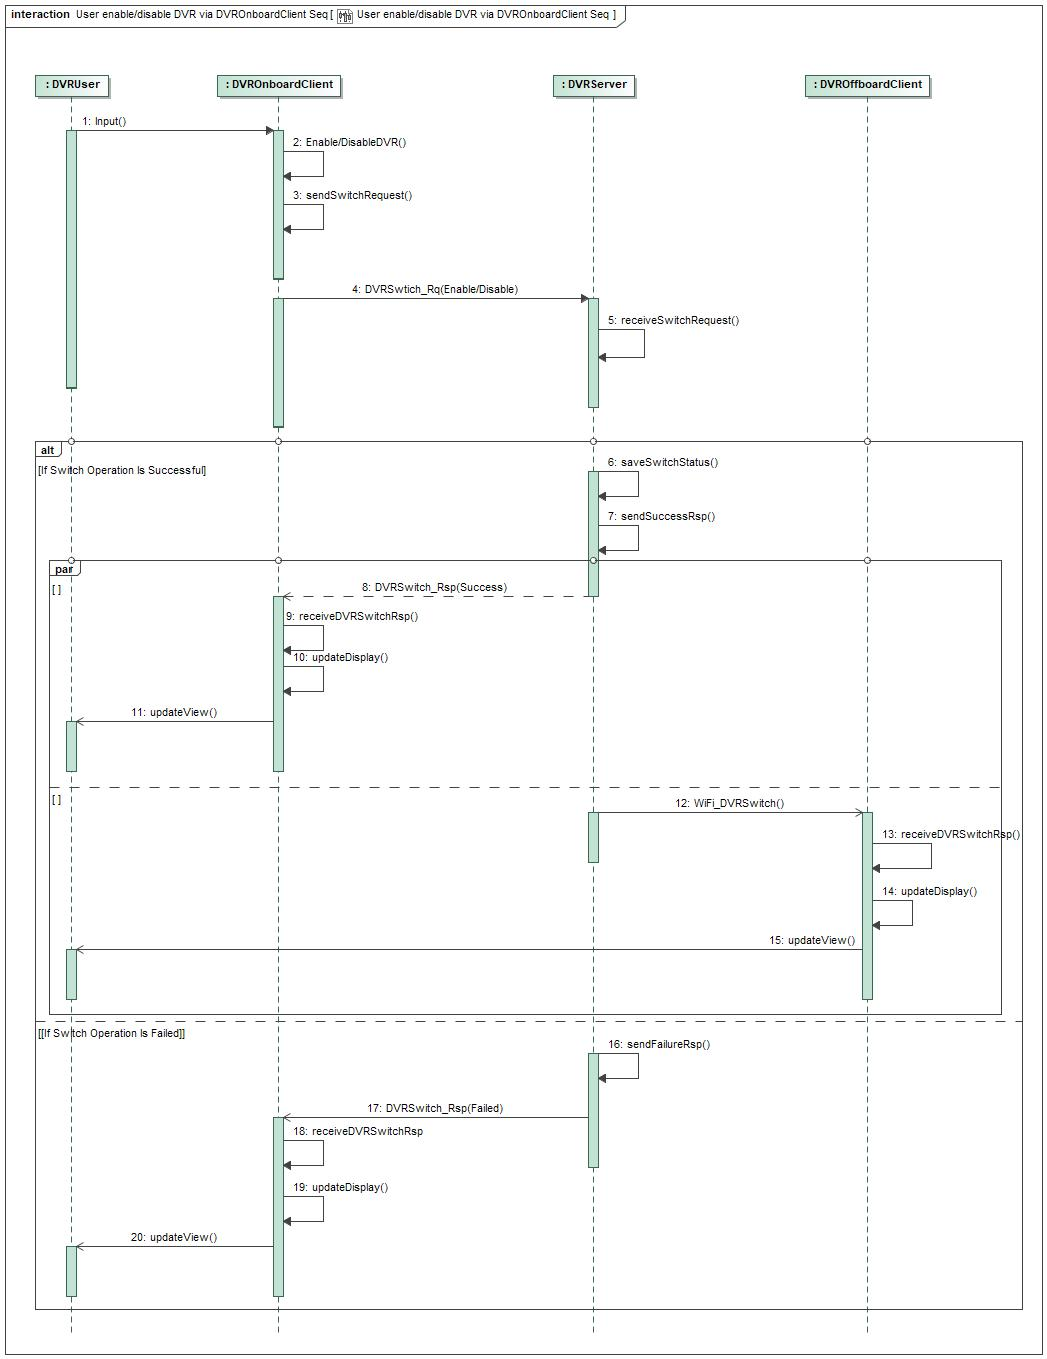 interaction User enable/disable DVR via DVROnboardClient Seq [ User enable/disable DVR via DVROnboardClient Seq ]
: DVRUser
: DVROnboardClient
: DVRServer
: DVROffboardClient
1: Input()
2: Enable/DisableDVR()
3: sendSwitchRequest()
4: DVRSwtich_Rq(Enable/Disable)
5: receiveSwitchRequest()
alt
[If Switch Operation Is Successful]
6: saveSwitchStatus()
7: sendSuccessRsp()
par
[ ]
8: DVRSwitch_Rsp(Success)
9: receiveDVRSwitchRsp()
10: updateDisplay()
11: updateView()
[ ]
12: WiFi_DVRSwitch()
13: receiveDVRSwitchRsp()
14: updateDisplay()
15: updateView()
[[If Switch Operation Is Failed]]
16: sendFailureRsp()
17: DVRSwitch_Rsp(Failed)
18: receiveDVRSwitchRsp
19: updateDisplay()
20: updateView()